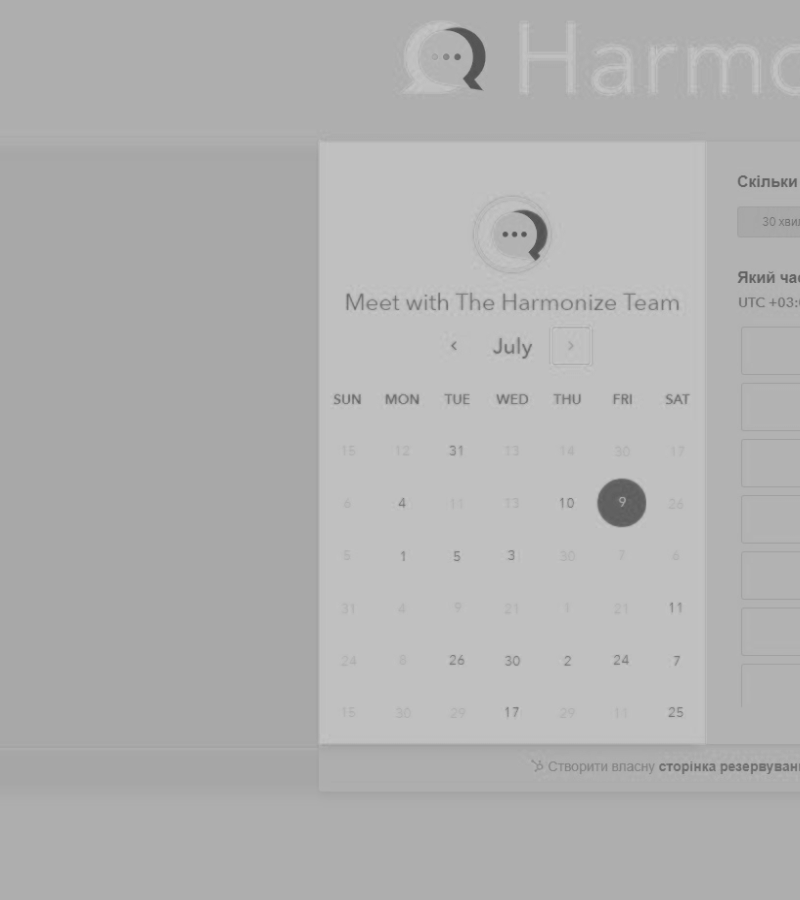 Harmo
Meet with The Harmonize Team
July
SUN MON TUE WED THU FRI SAT
15 12 31 13 14 30 17
6 4 11 13 10 9 26
5 1 5 3 30 7 6
31 4 9 21 1 21 11
24 8 26 30 2 24 7
15 30 29 17 29 11 25
Скільки
30 хвил
Який час
UTC +03:0
Створити власну сторінка резервуван